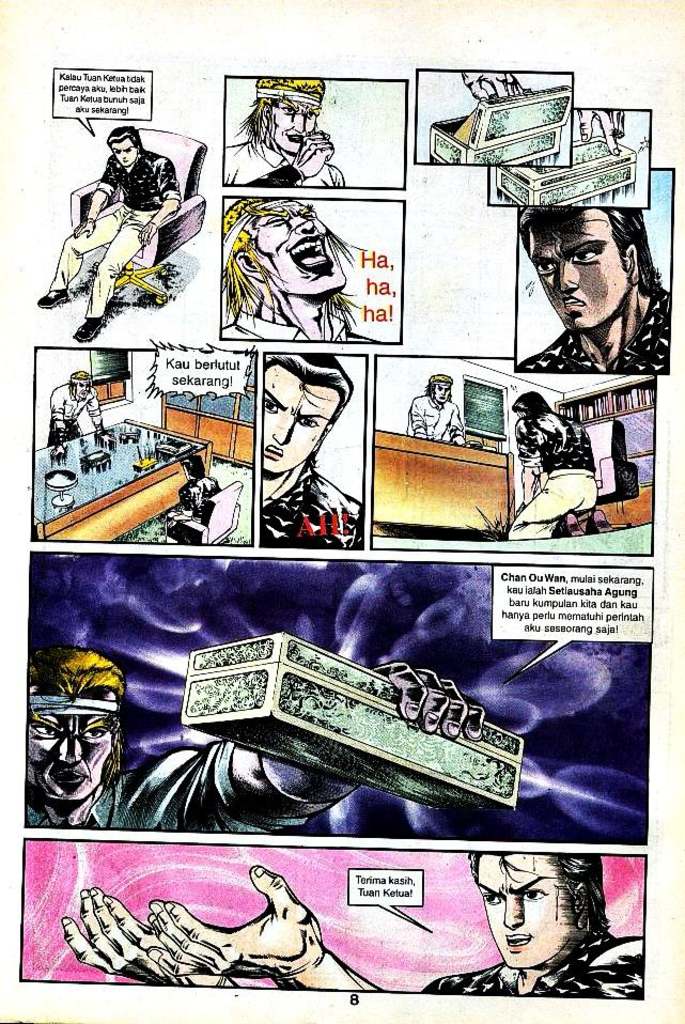 Kalau Tuan Ketua tidak
percaya aku, lebih baik
Tuan Ketua bunuh saja
aku sekarang!
Ha,
ha,
ha!
Kau berlutut
sekarang!
AH!
Chan Ou Wan, mulai sekarang,
kau ialah Setiausaha Agung
baru kumpulan kita dan kau
hanya perlu mematuhi perintah
aku seseorang saja!
Terima kasih,
Tuan Ketua!
8